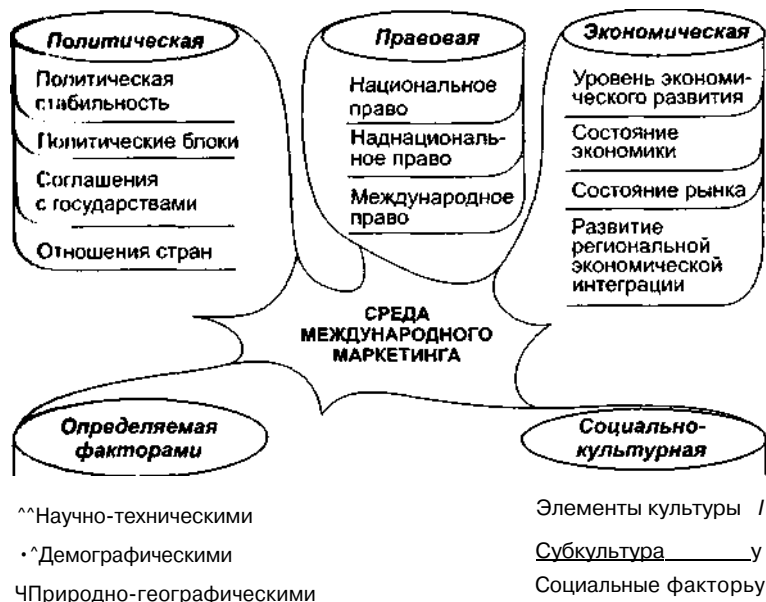 Политическая
Политическая
стабильность
Политические блоки
Соглашения
с государствами
Отношения стран
Правовая
Национальное
право
Наднациональ-
ное право
Международное
право
Экономическая
Уровень экономи-
ческого развития
Состояние
экономики
Состояние рынка
Развитие
региональной
экономической
интеграции
СРЕДА
МЕЖДУНАРОДНОГО
МАРКЕТИНГА
Определяемая
факторами
^^Научно-техническими
•^Демографическими
ЧПриродно-географическими
Социально-
культурная
Элементы культуры /
Субкультура у
Социальные факторьу